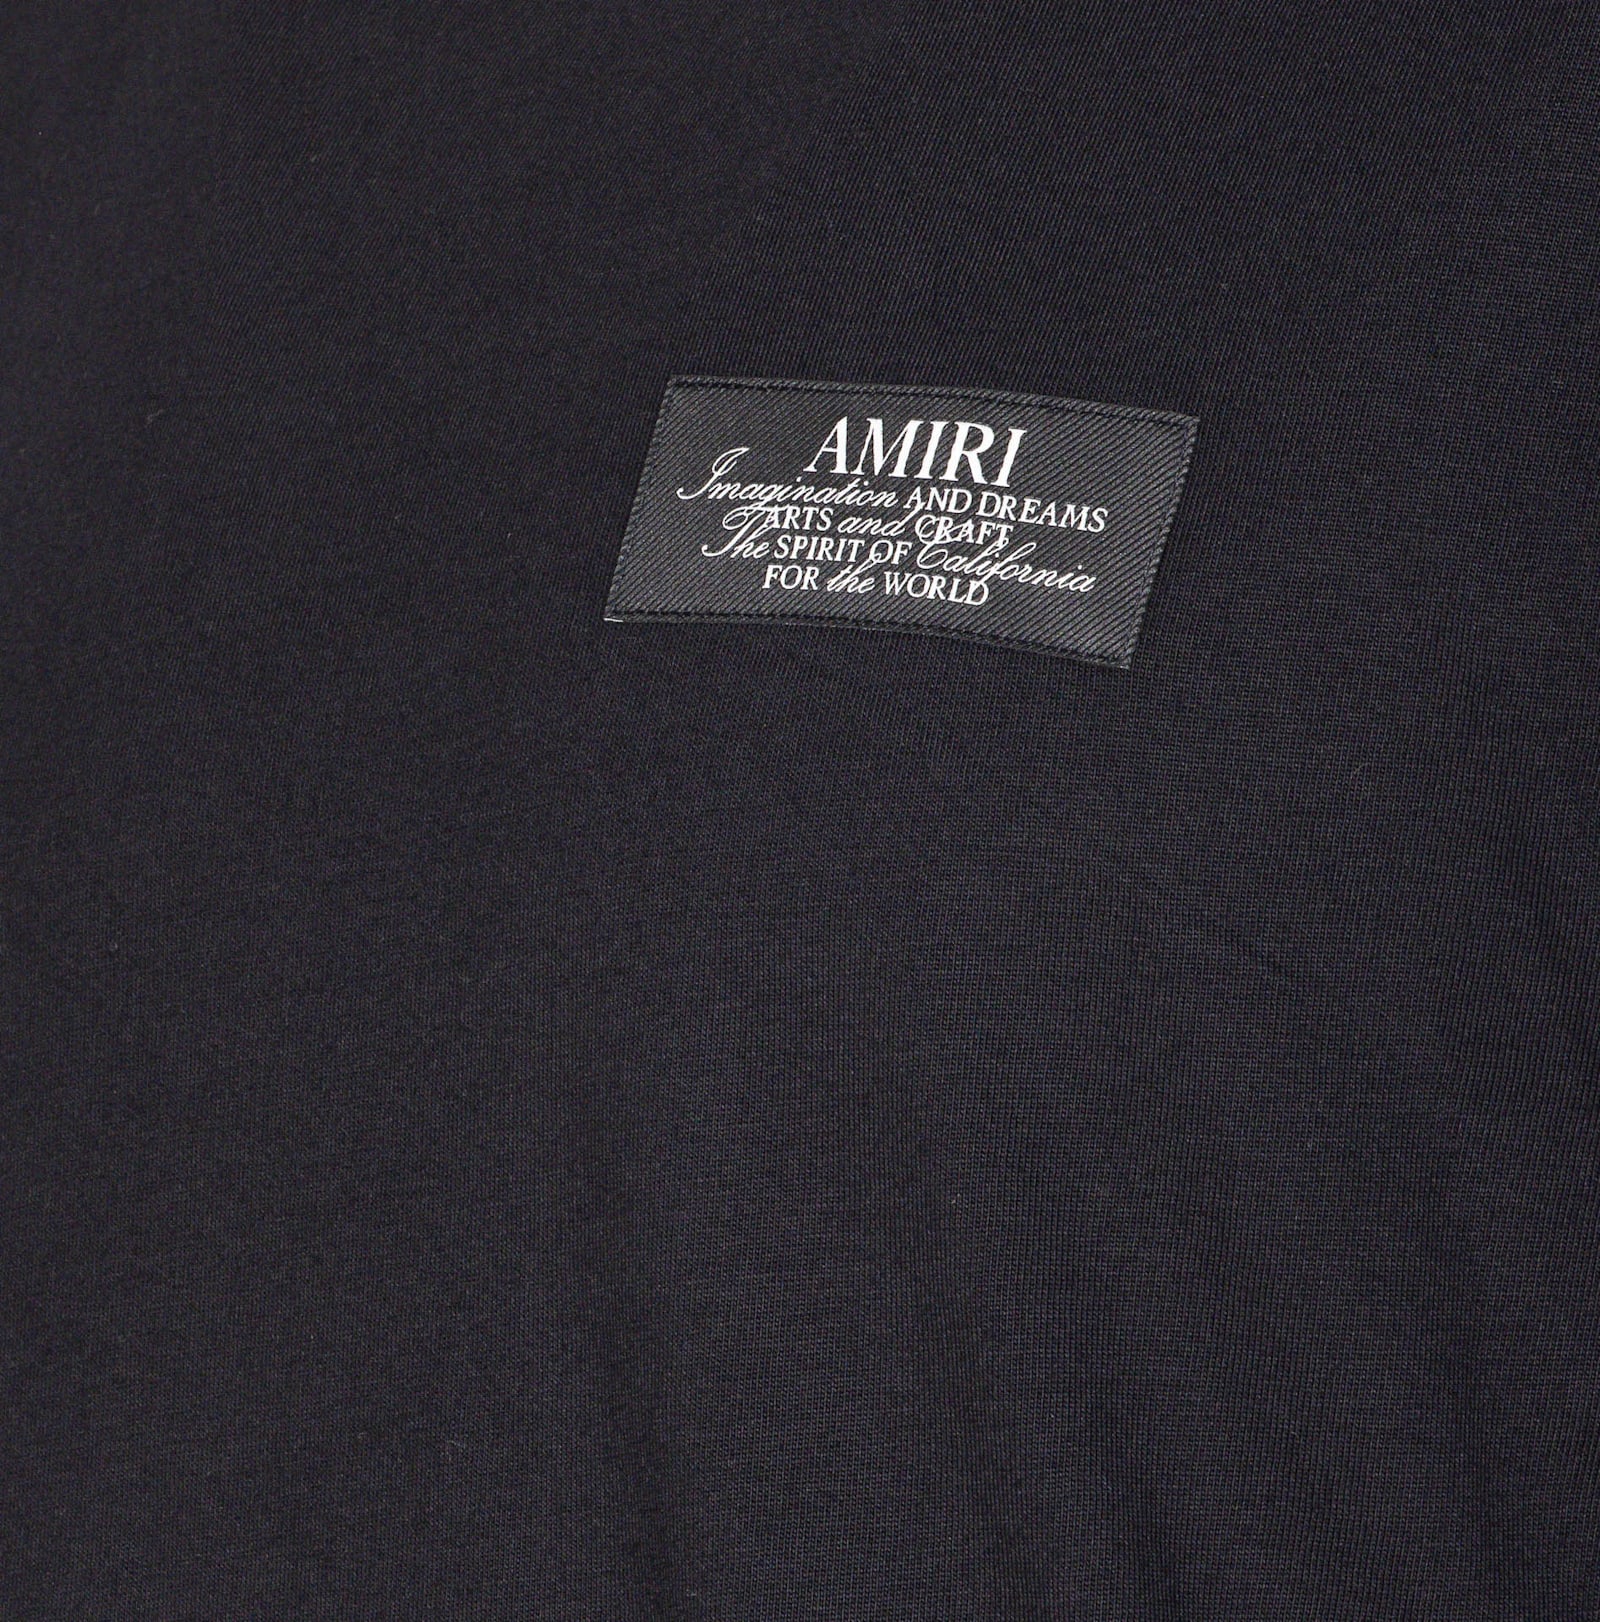 AMIRI
Imagination AND DREAMS
ARTS and CRAFT
The SPIRIT OF California
FOR the WORLD